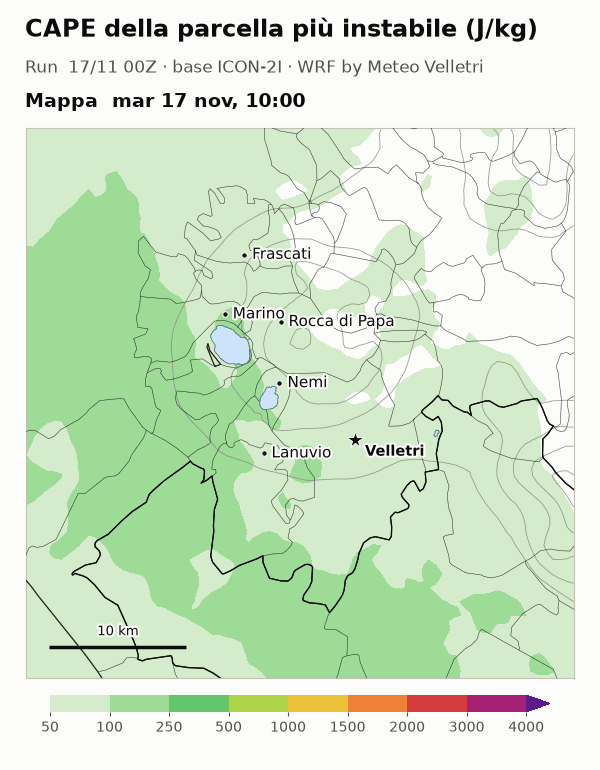 CAPE della parcella più instabile (J/kg)
Run  17/11 00Z · base ICON-2I · WRF by Meteo Velletri
Mappa  mar 17 nov, 10:00
Frascati
Marino
Rocca di Papa
Nemi
Velletri
Lanuvio
10 km
50 100 250 500 1000 1500 2000 3000 4000